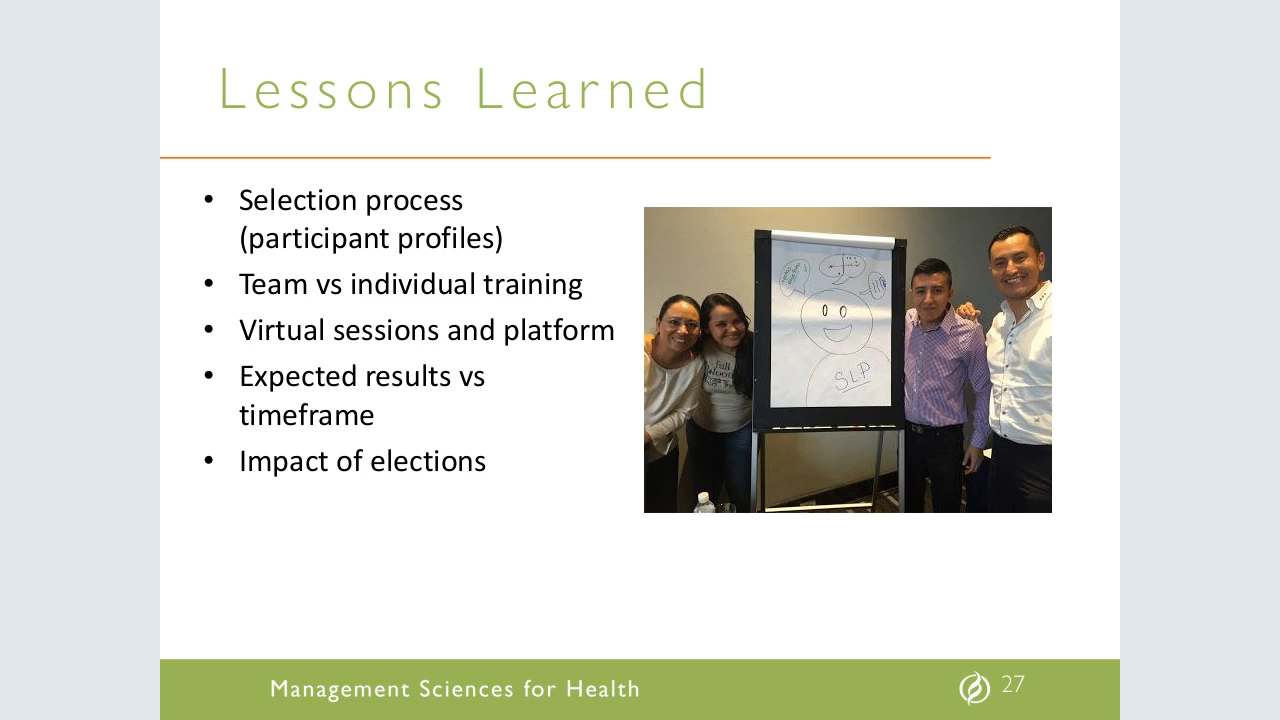 Lessons Learned
• Selection process
(participant profiles)
• Team vs individual training
• Virtual sessions and platform
• Expected results vs
timeframe
• Impact of elections
SLP
Management Sciences for Health
27